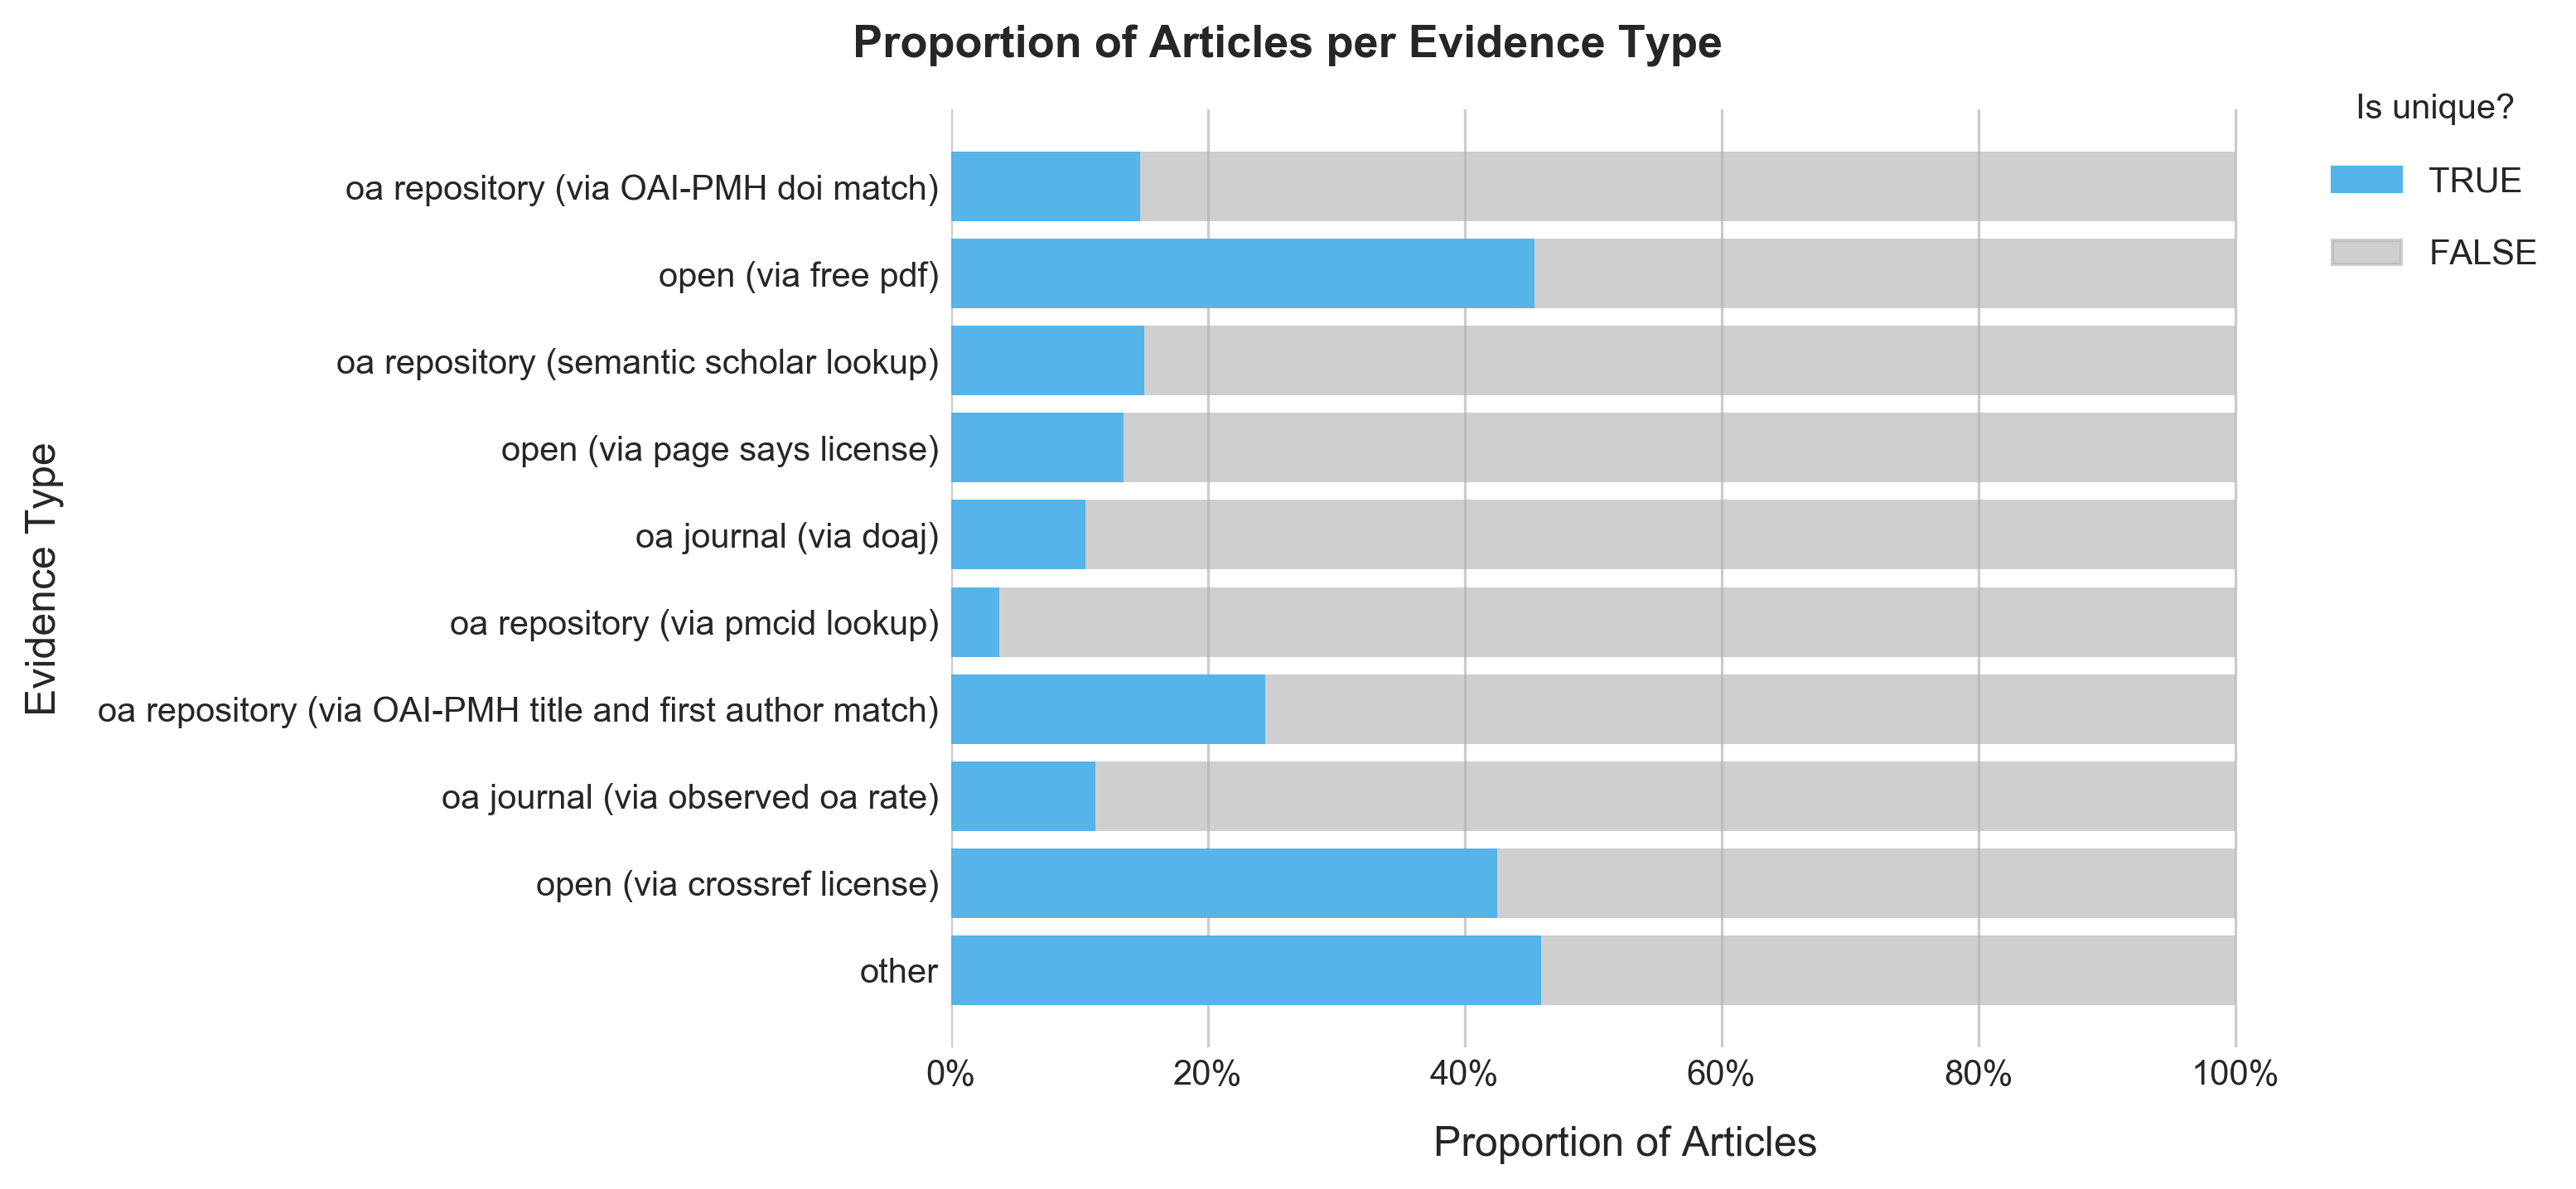 Proportion of Articles per Evidence Type
Is unique?
TRUE
FALSE
Evidence Type
oa repository (via OAI-PMH doi match)
open (via free pdf)
oa repository (semantic scholar lookup)
open (via page says license)
oa journal (via doaj)
oa repository (via pmcid lookup)
oa repository (via OAI-PMH title and first author match)
oa journal (via observed oa rate)
open (via crossref license)
other
0% 20% 40% 60% 80% 100%
Proportion of Articles